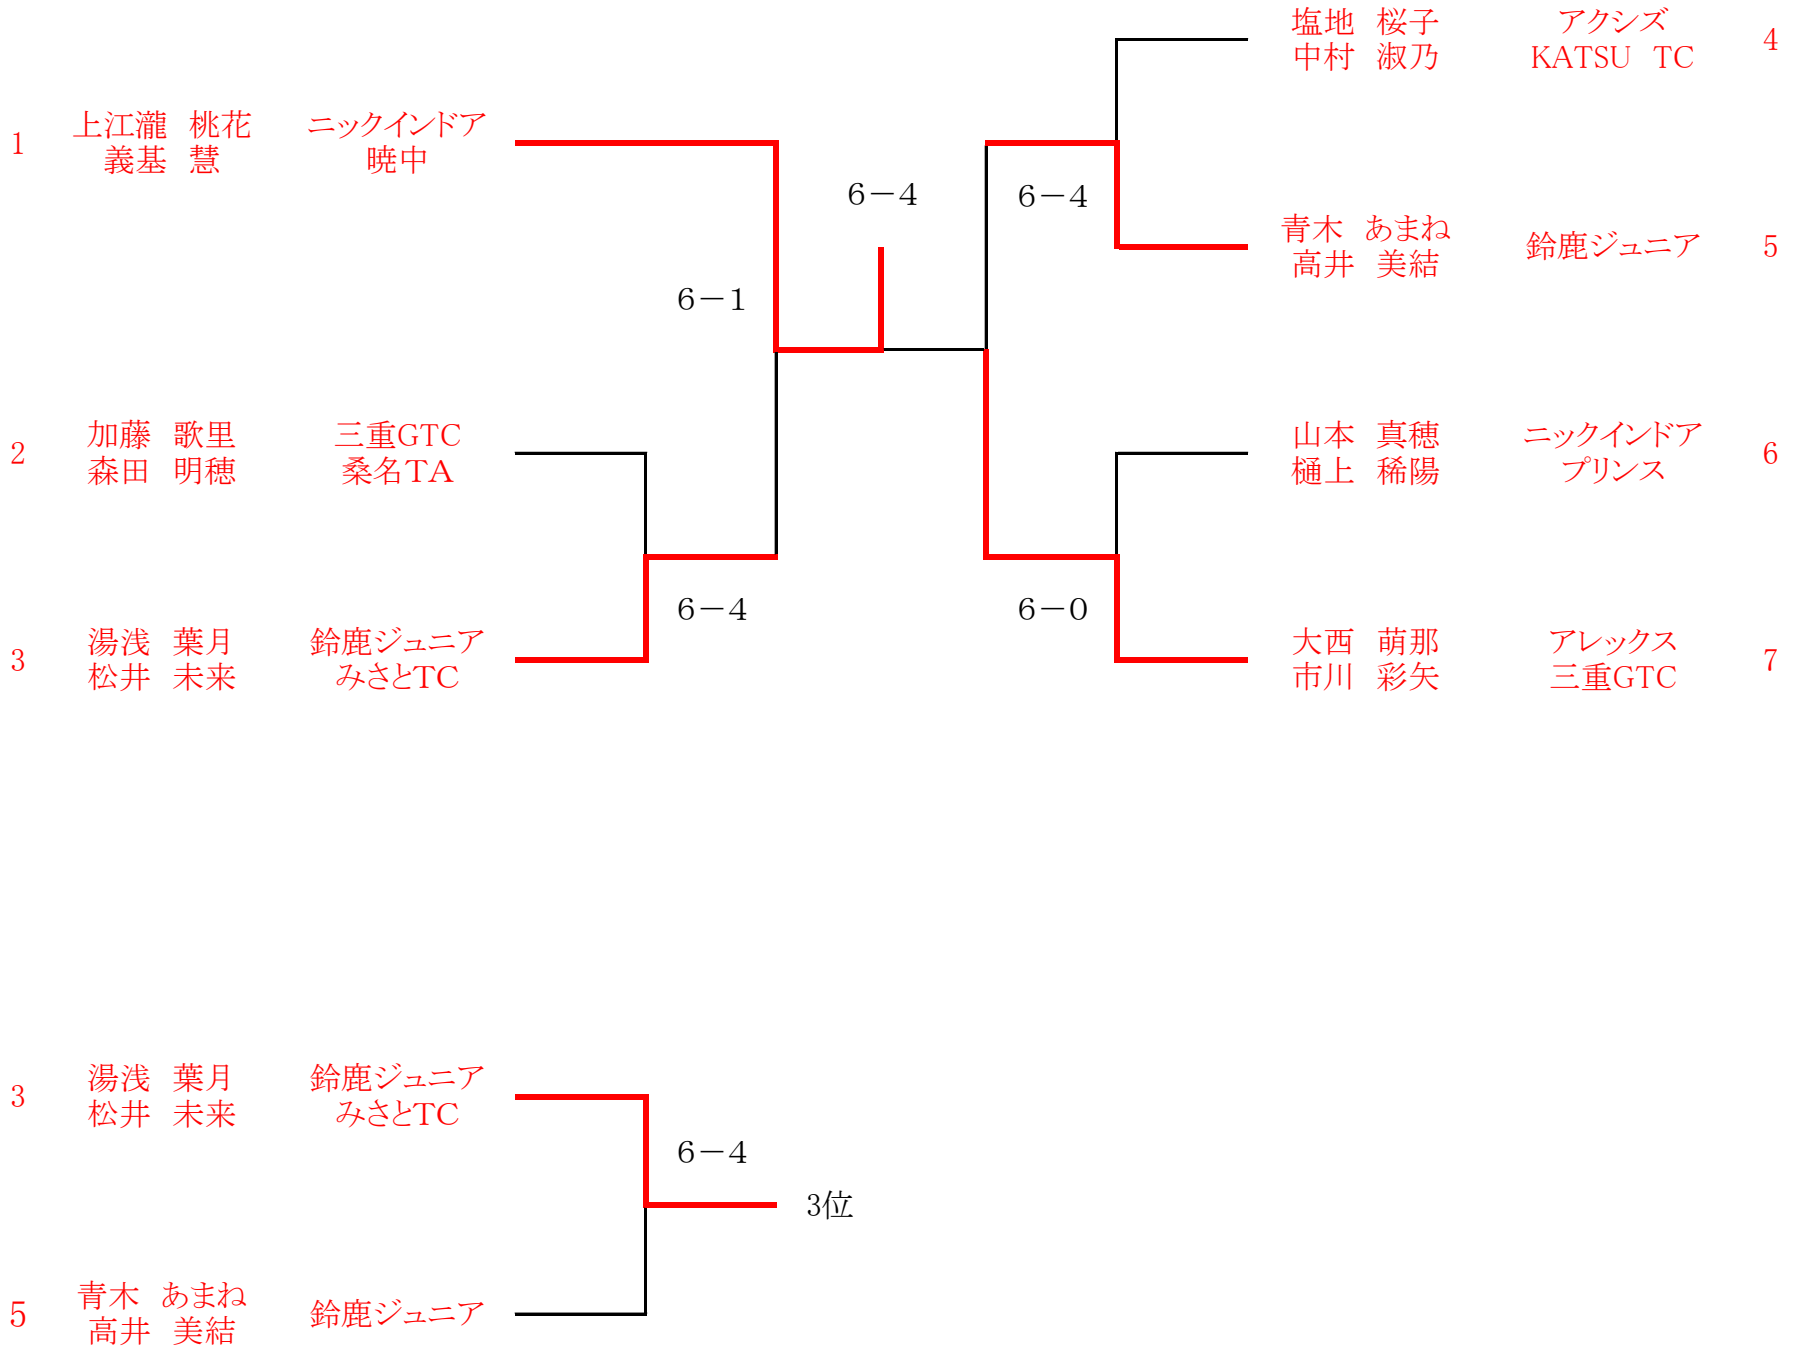 1
上江瀧　桃花
義基　慧
ニックインドア
暁中
6－1
2
加藤　歌里
森田　明穂
三重GTC
桑名TA
3
湯浅　葉月
松井　未来
鈴鹿ジュニア
みさとTC
6－4
6－4
塩地　桜子
中村　淑乃
アクシズ
KATSU　TC
4
6－4
青木　あまね
高井　美結
鈴鹿ジュニア
5
山本　真穂
樋上　稀陽
ニックインドア
プリンス
6
6－0
大西　萌那
市川　彩矢
アレックス
三重GTC
7
3
湯浅　葉月
松井　未来
鈴鹿ジュニア
みさとTC
6－4
3位
5
青木　あまね
高井　美結
鈴鹿ジュニア